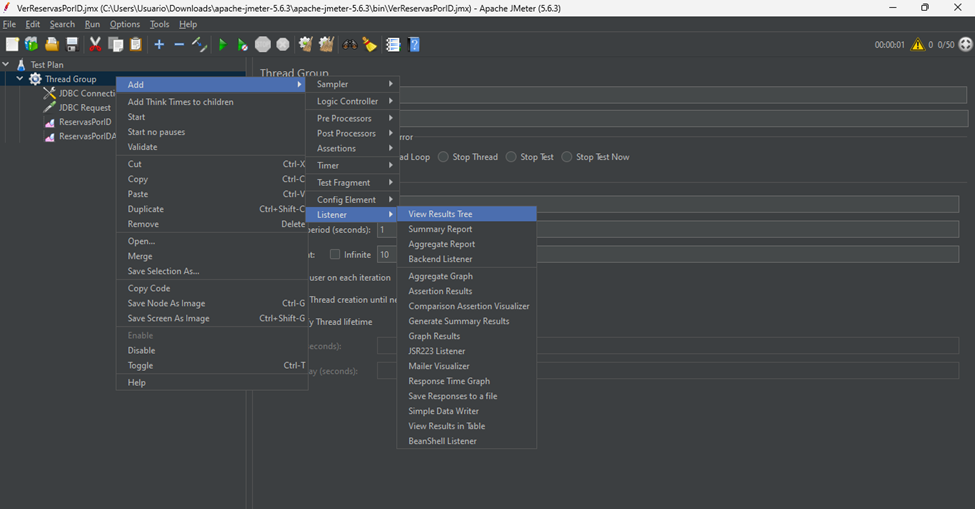 VerReservasPorID.jmx (C:\Users\Usuario\Downloads\apache-jmeter-5.6.3\apache-jmeter-5.6.3\bin\VerReservasPorID.jmx) - Apache JMeter (5.6.3)
File Edit Search Run Options Tools Help
00:00:01 0 0/50
Test Plan
Thread Group
JDBC Connecti
JDBC Request
ReservasPorID
ReservasPorIDA
Add
Add Think Times to children
Start
Start no pauses
Validate
Cut Ctrl-X
Copy Ctrl-C
Paste Ctrl-V
Duplicate Ctrl+Shift-C
Remove Delete
Open...
Merge
Save Selection As...
Copy Code
Save Node As Image Ctrl-G
Save Screen As Image Ctrl+Shift-G
Enable
Disable
Toggle Ctrl-T
Help
Thread Group
Sampler
Logic Controller
Pre Processors
Post Processors
Assertions
Timer
Test Fragment
Config Element
Listener
rror
ad Loop Stop Thread Stop Test Stop Test Now
period (seconds): 1
nt: Infinite 10
user on each iteration
Thread creation until ne
y Thread lifetime
econds):
ay (seconds):
View Results Tree
Summary Report
Aggregate Report
Backend Listener
Aggregate Graph
Assertion Results
Comparison Assertion Visualizer
Generate Summary Results
Graph Results
JSR223 Listener
Mailer Visualizer
Response Time Graph
Save Responses to a file
Simple Data Writer
View Results in Table
BeanShell Listener